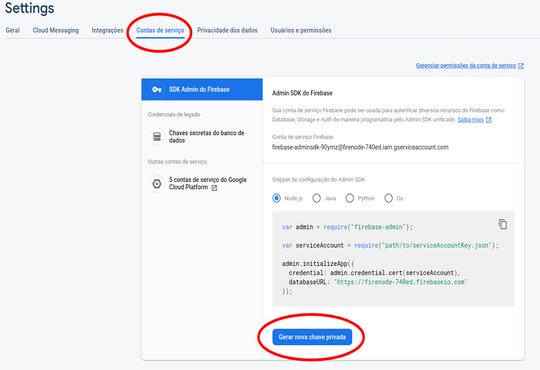 Settings
Geral Cloud Messaging Integrações Contas de serviço Privacidade dos dados Usuários e permissões
Gerenciar permissões da conta de serviço
SDK Admin do Firebase
Credenciais de legado
Chaves secretas do banco de
dados
Outras contas de serviço
5 contas de serviço do Google
Cloud Platform
Admin SDK do Firebase
Sua conta de serviço Firebase pode ser usada para autenticar diversos recursos do Firebase como
Database, Storage e Auth de maneira programática pelo Admin SDK unificado. Saiba mais
Conta de serviço Firebase
firebase-adminsdk-90ymz@firenode-740ed.iam.gserviceaccount.com
Snippet de configuração do Admin SDK
Node.js Java Python Go
var admin = require("firebase-admin");
var serviceAccount = require("path/to/serviceAccountKey.json");
admin.initializeApp({
credential: admin.credential.cert(serviceAccount),
databaseURL: "https://firenode-740ed.firebaseio.com"
});
Gerar nova chave privada